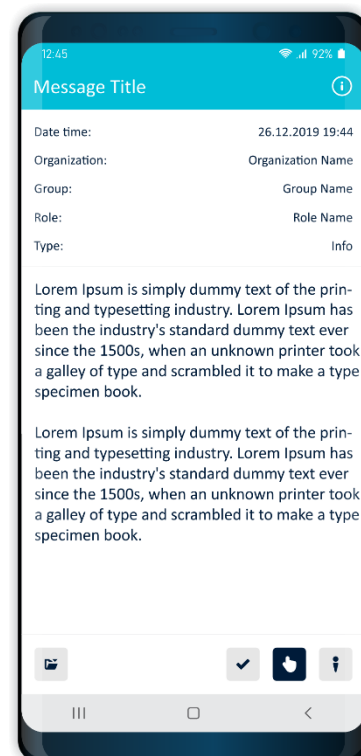 12:45 92%
Message Title
Date time: 26.12.2019 19:44
Organization: Organization Name
Group: Group Name
Role: Role Name
Type: Info
Lorem Ipsum is simply dummy text of the prin-
ting and typesetting industry. Lorem Ipsum has
been the industry's standard dummy text ever
since the 1500s, when an unknown printer took
a galley of type and scrambled it to make a type
specimen book.
Lorem Ipsum is simply dummy text of the prin-
ting and typesetting industry. Lorem Ipsum has
been the industry's standard dummy text ever
since the 1500s, when an unknown printer took
a galley of type and scrambled it to make a type
specimen book.